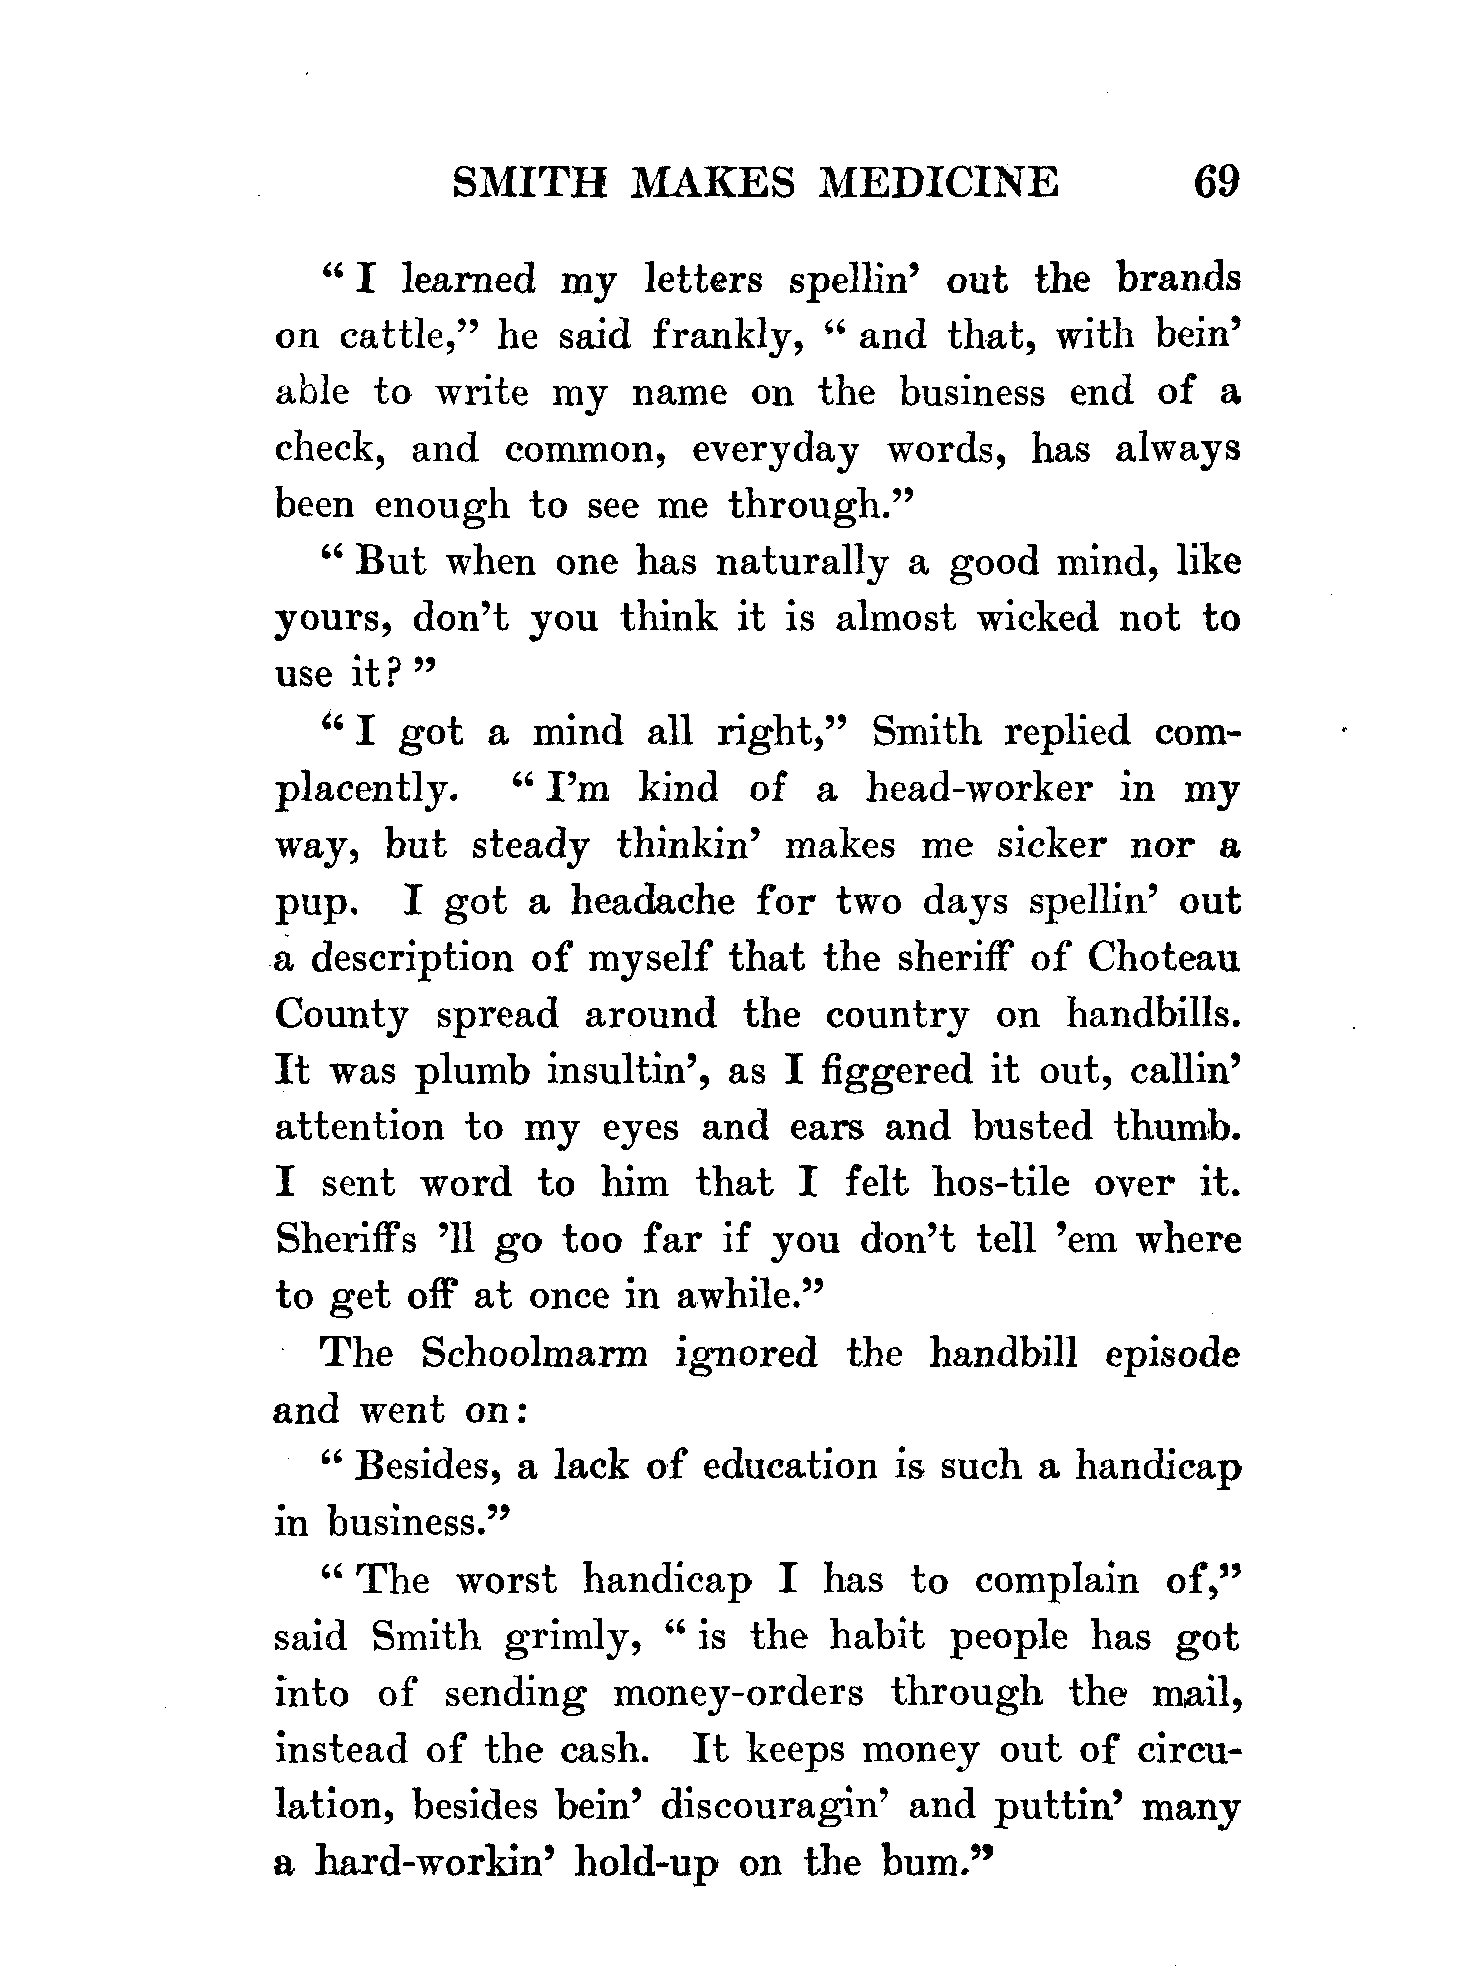 SMITH MAKES MEDICINE 69
“ I learned my letters spellin’ out the brands
on cattle,” he said frankly, “ and that, with bein’
able to write my name on the business end of a
check, and common, everyday words, has always
been enough to see me through.”
“ But when one has naturally a good mind, like
yours, don’t you think it is almost wicked not to
use it? ”
“ I got a mind all right,” Smith replied com-
placently. “ I’m kind of a head-worker in my
way, but steady thinkin’ makes me sicker nor a
pup. I got a headache for two days spellin’ out
a description of myself that the sheriff of Choteau
County spread around the country on handbills.
It was plumb insultin’, as I figgered it out, callin’
attention to my eyes and ears and busted thumb.
I sent word to him that I felt hos-tile over it.
Sheriffs ’ll go too far if you don’t tell ’em where
to get off at once in awhile.”
The Schoolmarm ignored the handbill episode
and went on:
“ Besides, a lack of education is such a handicap
in business.”
“ The worst handicap I has to complain of,”
said Smith grimly, “ is the habit people has got
into of sending money-orders through the mail,
instead of the cash. It keeps money out of circu-
lation, besides bein’ discouragin’ and puttin’ many
a hard-workin’ hold-up on the bum.”